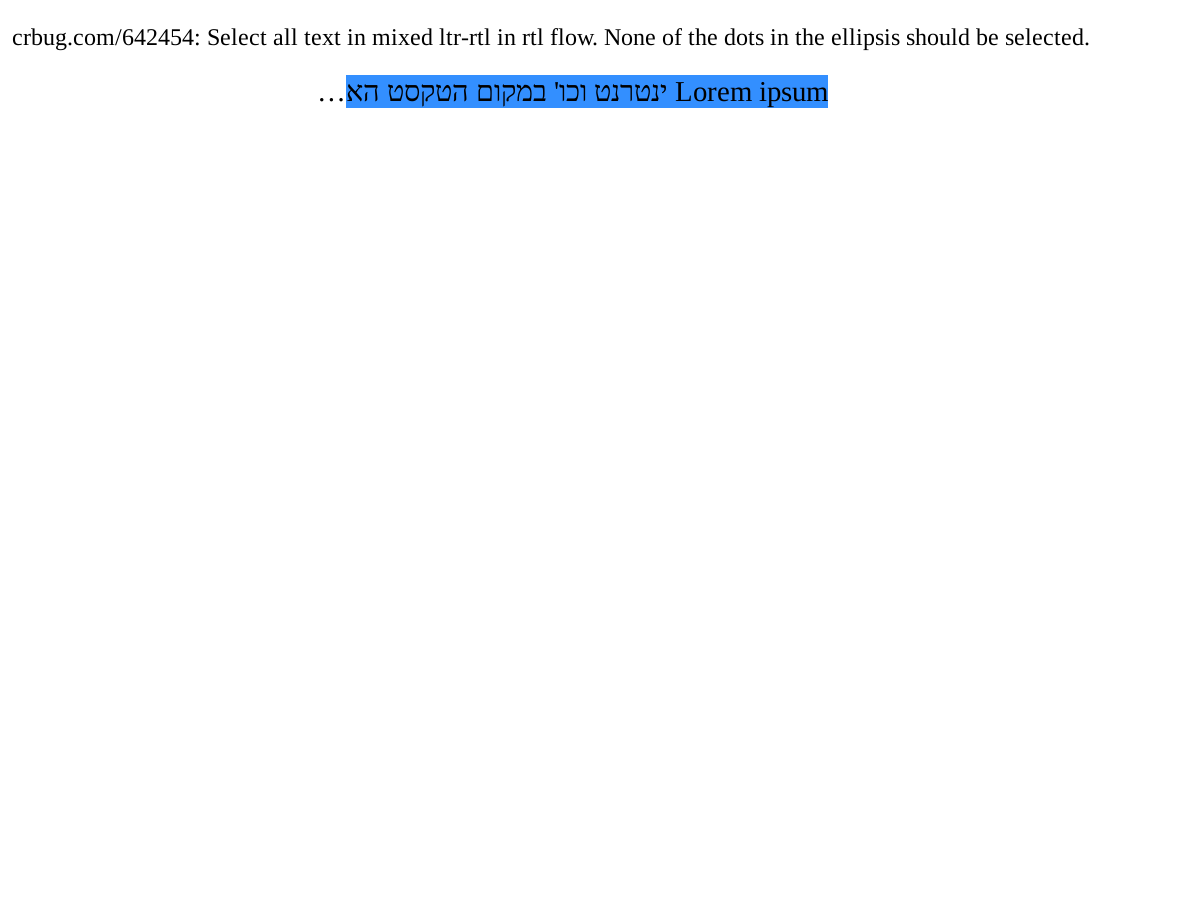 crbug.com/642454: Select all text in mixed ltr-rtl in rtl flow. None of the dots in the ellipsis should be selected.
Lorem ipsum ינטרנט וכו' במקום הטקסט הא…